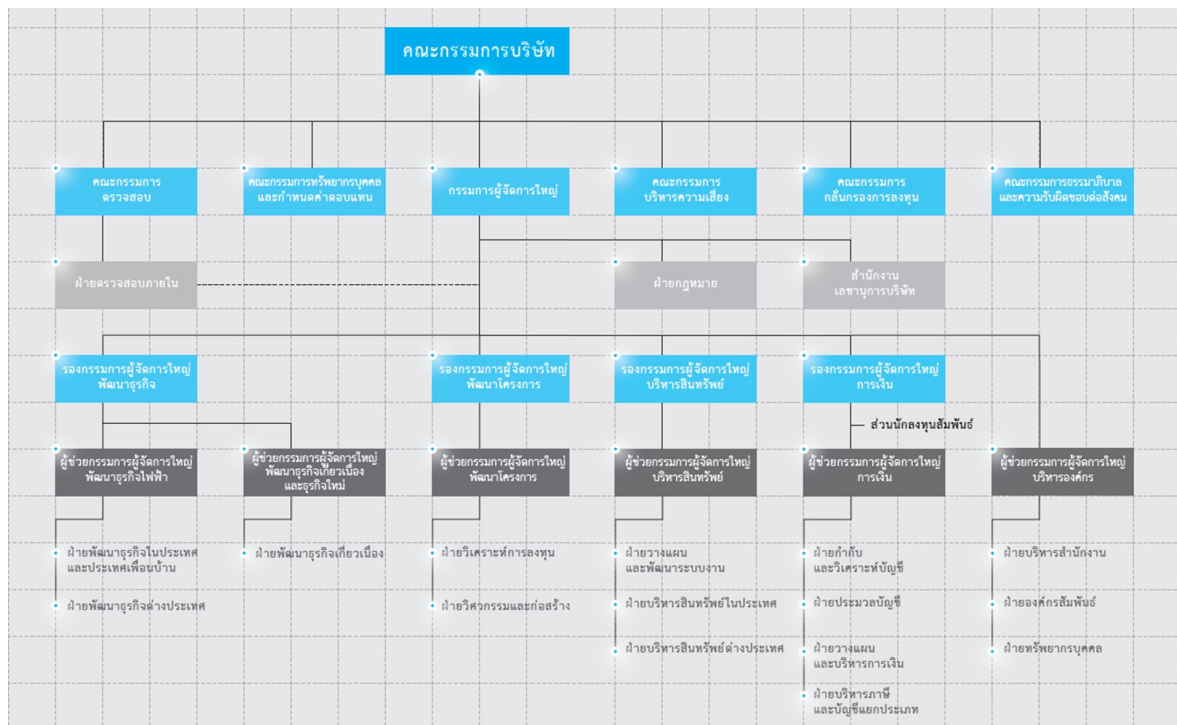 คณะกรรมการบริษัท
คณะกรรมการ
ตรวจสอบ
คณะกรรมการทรัพยากรบุคคล
และกำหนดค่าตอบแทน
กรรมการผู้จัดการใหญ่
คณะกรรมการ
บริหารความเสี่ยง
คณะกรรมการ
กลั่นกรองการลงทุน
คณะกรรมการธรรมาภิบาล
และความรับผิดชอบต่อสังคม
ฝ่ายตรวจสอบภายใน
ฝ่ายกฎหมาย
สำนักงาน
เลขานุการบริษัท
รองกรรมการผู้จัดการใหญ่
พัฒนาธุรกิจ
รองกรรมการผู้จัดการใหญ่
พัฒนาโครงการ
รองกรรมการผู้จัดการใหญ่
บริหารสินทรัพย์
รองกรรมการผู้จัดการใหญ่
การเงิน
ส่วนนักลงทุนสัมพันธ์
ผู้ช่วยกรรมการผู้จัดการใหญ่
พัฒนาธุรกิจไฟฟ้า
ผู้ช่วยกรรมการผู้จัดการใหญ่
พัฒนาธุรกิจเกี่ยวเนื่อง
และธุรกิจใหม่
ผู้ช่วยกรรมการผู้จัดการใหญ่
พัฒนาโครงการ
ผู้ช่วยกรรมการผู้จัดการใหญ่
บริหารสินทรัพย์
ผู้ช่วยกรรมการผู้จัดการใหญ่
การเงิน
ผู้ช่วยกรรมการผู้จัดการใหญ่
บริหารองค์กร
ฝ่ายพัฒนาธุรกิจในประเทศ
และประเทศเพื่อนบ้าน
ฝ่ายพัฒนาธุรกิจต่างประเทศ
ฝ่ายพัฒนาธุรกิจเกี่ยวเนื่อง
ฝ่ายวิเคราะห์การลงทุน
ฝ่ายวิศวกรรมและก่อสร้าง
ฝ่ายวางแผน
และพัฒนาระบบงาน
ฝ่ายบริหารสินทรัพย์ในประเทศ
ฝ่ายบริหารสินทรัพย์ต่างประเทศ
ฝ่ายกำกับ
และวิเคราะห์บัญชี
ฝ่ายประมวลบัญชี
ฝ่ายวางแผน
และบริหารการเงิน
ฝ่ายบริหารภาษี
และบัญชีแยกประเภท
ฝ่ายบริหารสำนักงาน
ฝ่ายองค์กรสัมพันธ์
ฝ่ายทรัพยากรบุคคล